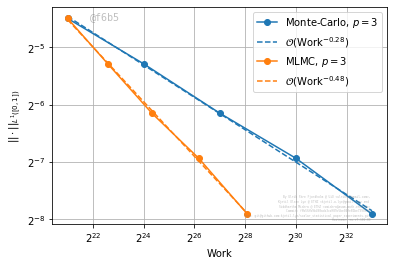 @f6b5
Monte-Carlo, p = 3
O(Work^−0.28)
MLMC, p = 3
O(Work^−0.48)
2^−5
2^−6
2^−7
2^−8
||·||_L¹([0,1])
2^22 2^24 2^26 2^28 2^30 2^32
Work